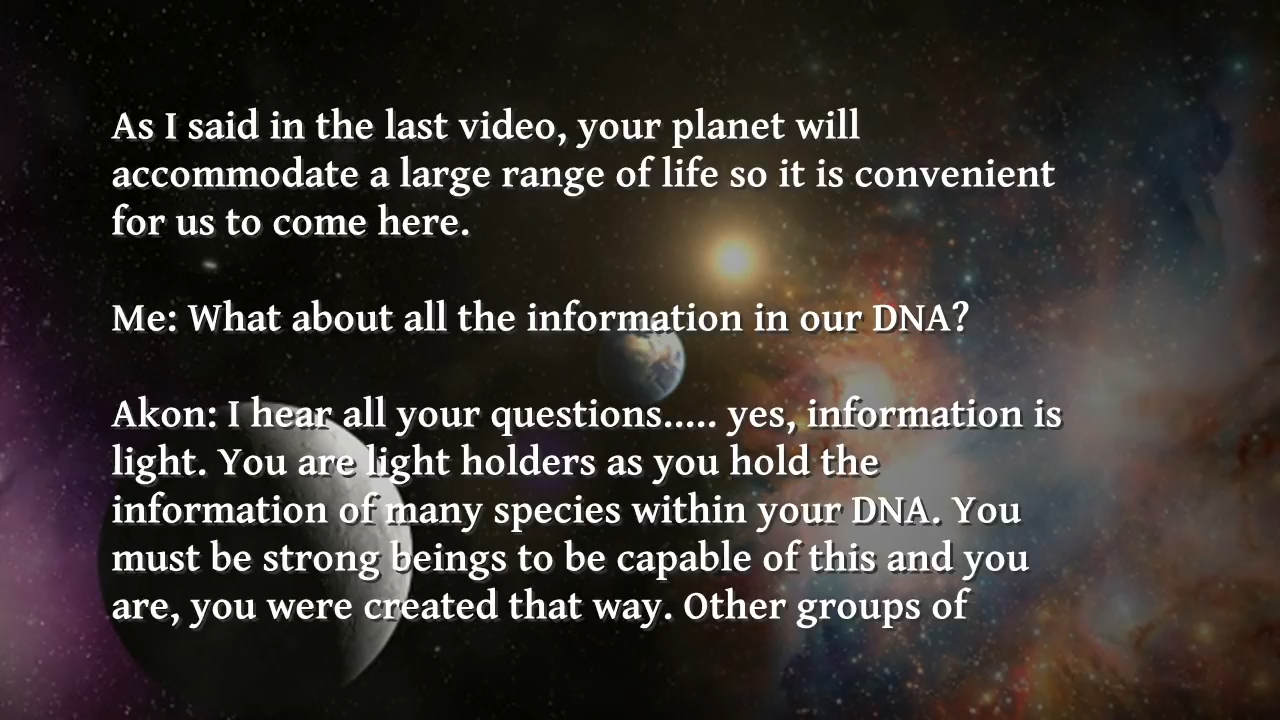 As I said in the last video, your planet will
accommodate a large range of life so it is convenient
for us to come here.
Me: What about all the information in our DNA?
Akon: I hear all your questions..... yes, information is
light. You are light holders as you hold the
information of many species within your DNA. You
must be strong beings to be capable of this and you
are, you were created that way. Other groups of